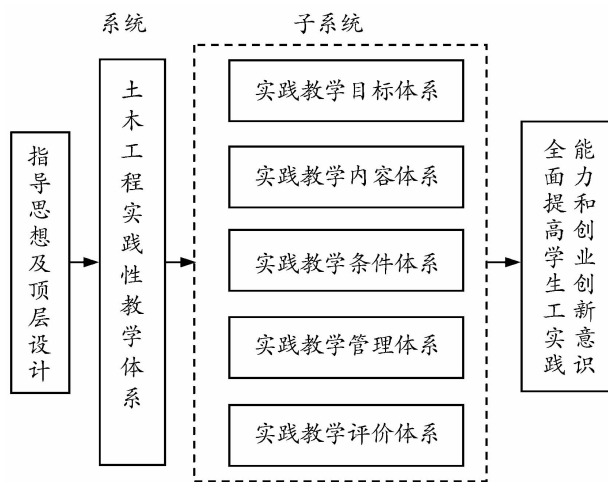 系统
子系统
指导思想及顶层设计
土木工程实践性教学体系
实践教学目标体系
实践教学内容体系
实践教学条件体系
实践教学管理体系
实践教学评价体系
全面提高学生工实践
能力和创业创新意识